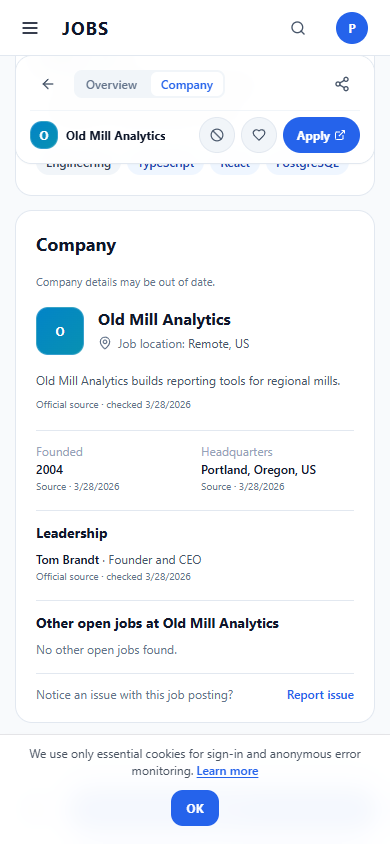 JOBS
P
Overview
Company
O
Old Mill Analytics
Apply
Engineering
TypeScript
React
PostgreSQL
Company
Company details may be out of date.
O
Old Mill Analytics
Job location: Remote, US
Old Mill Analytics builds reporting tools for regional mills.
Official source · checked 3/28/2026
Founded
2004
Source · 3/28/2026
Headquarters
Portland, Oregon, US
Source · 3/28/2026
Leadership
Tom Brandt · Founder and CEO
Official source · checked 3/28/2026
Other open jobs at Old Mill Analytics
No other open jobs found.
Notice an issue with this job posting?
Report issue
We use only essential cookies for sign-in and anonymous error
monitoring. Learn more
OK